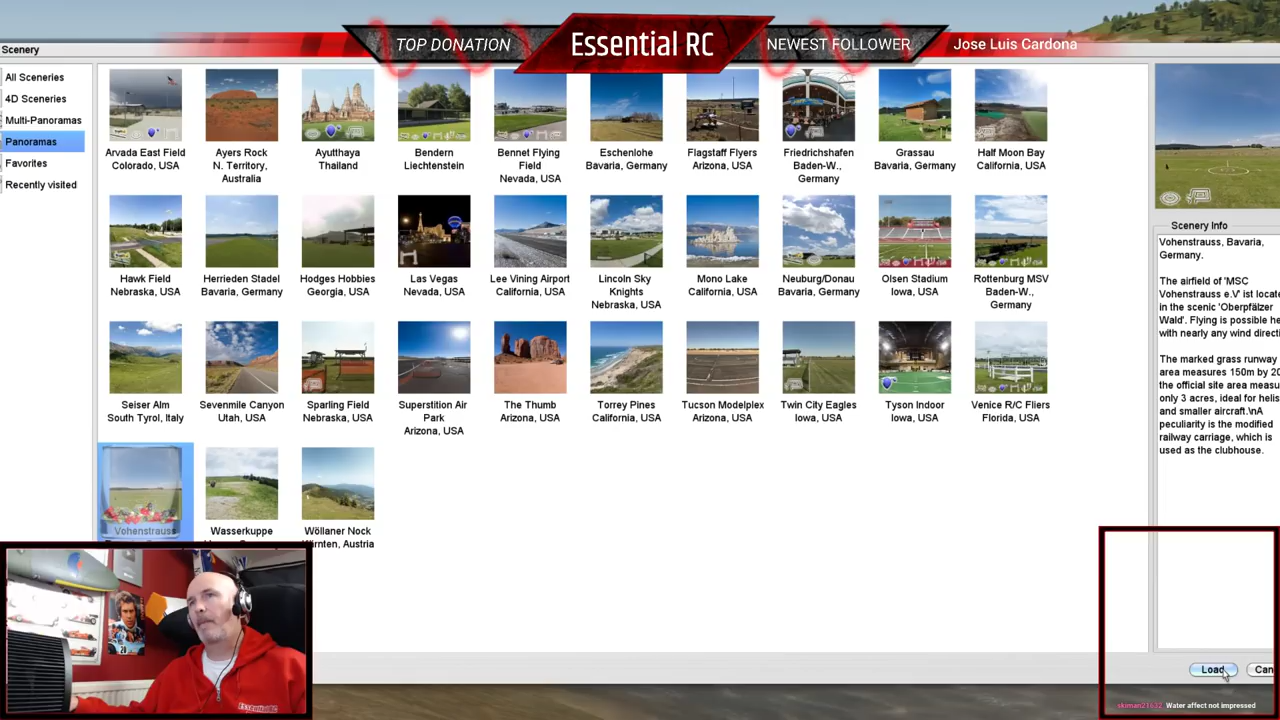 TOP DONATION
Essential RC
NEWEST FOLLOWER
Jose Luis Cardona
Scenery
All Sceneries
4D Sceneries
Multi-Panoramas
Panoramas
Favorites
Recently visited
Arvada East Field
Colorado, USA
Ayers Rock
N. Territory,
Australia
Ayutthaya
Thailand
Bendern
Liechtenstein
Bennet Flying
Field
Nevada, USA
Eschenlohe
Bavaria, Germany
Flagstaff Flyers
Arizona, USA
Friedrichshafen
Baden-W.,
Germany
Grassau
Bavaria, Germany
Half Moon Bay
California, USA
Hawk Field
Nebraska, USA
Herrieden Stadel
Bavaria, Germany
Hodges Hobbies
Georgia, USA
Las Vegas
Nevada, USA
Lee Vining Airport
California, USA
Lincoln Sky
Knights
Nebraska, USA
Mono Lake
California, USA
Neuburg/Donau
Bavaria, Germany
Olsen Stadium
Iowa, USA
Rottenburg MSV
Baden-W.,
Germany
Seiser Alm
South Tyrol, Italy
Sevenmile Canyon
Utah, USA
Sparling Field
Nebraska, USA
Superstition Air
Park
Arizona, USA
The Thumb
Arizona, USA
Torrey Pines
California, USA
Tucson Modelplex
Arizona, USA
Twin City Eagles
Iowa, USA
Tyson Indoor
Iowa, USA
Venice R/C Fliers
Florida, USA
Vohenstrauss
Wasserkuppe
Wöllaner Nock
Kärnten, Austria
Scenery Info
Vohenstrauss, Bavaria,
Germany.
The airfield of 'MSC
Vohenstrauss e.V' ist locate
in the scenic 'Oberpfälzer
Wald'. Flying is possible he
with nearly any wind directi
The marked grass runway
area measures 150m by 20
the official site area measu
only 3 acres, ideal for helis
and smaller aircraft.\nA
peculiarity is the modified
railway carriage, which is
used as the clubhouse.
Load
Can
skiman21632 Water affect not impressed
EssentialRC